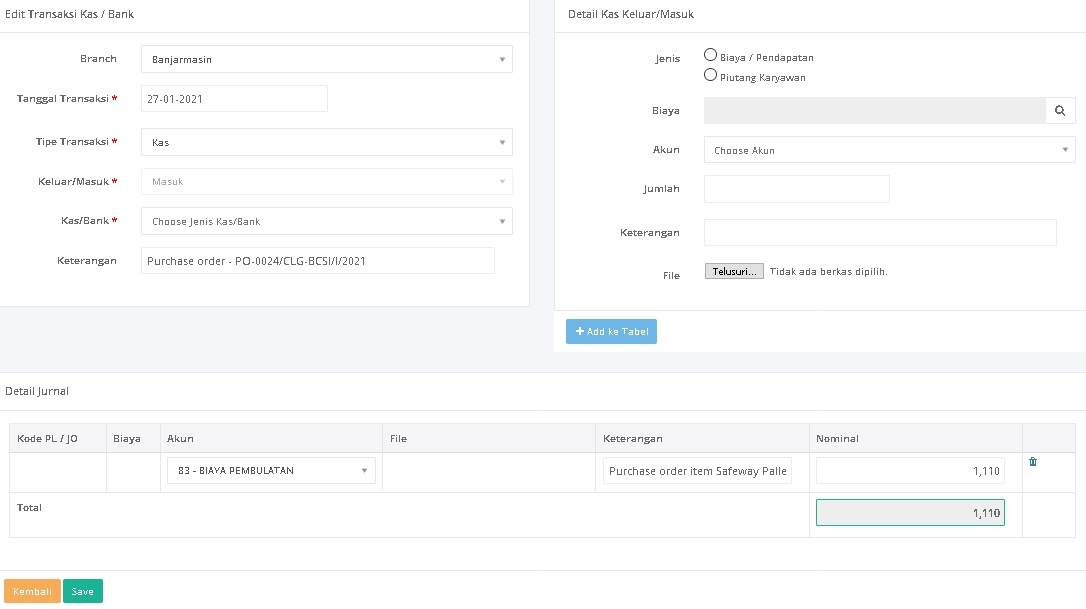 Edit Transaksi Kas / Bank
Branch
Banjarmasin
Tanggal Transaksi *
27-01-2021
Tipe Transaksi *
Kas
Keluar/Masuk *
Masuk
Kas/Bank *
Choose Jenis Kas/Bank
Keterangan
Purchase order - PO-0024/CLG-BCSI/I/2021
Detail Kas Keluar/Masuk
Jenis
Biaya / Pendapatan
Piutang Karyawan
Biaya
Akun
Choose Akun
Jumlah
Keterangan
File
Telusuri... Tidak ada berkas dipilih.
+ Add ke Tabel
Detail Jurnal
Kode PL / JO Biaya Akun File Keterangan Nominal
83 - BIAYA PEMBULATAN Purchase order item Safeway Palle 1,110
Total 1,110
Kembali Save